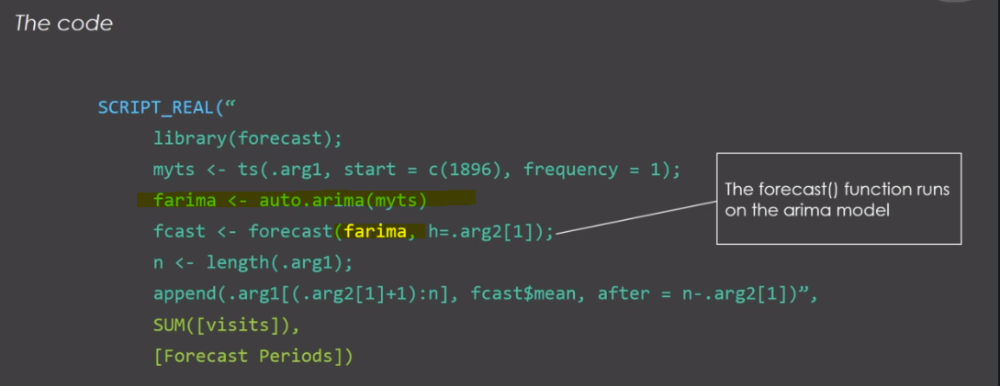 The code
SCRIPT_REAL(“
library(forecast);
myts <- ts(.arg1, start = c(1896), frequency = 1);
farima <- auto.arima(myts)
fcast <- forecast(farima, h=.arg2[1]);
n <- length(.arg1);
append(.arg1[(.arg2[1]+1):n], fcast$mean, after = n-.arg2[1])”,
SUM([visits]),
[Forecast Periods])
The forecast() function runs
on the arima model